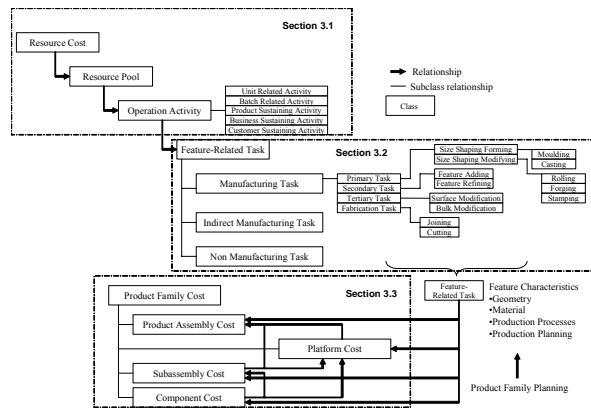 Section 3.1
Resource Cost
Resource Pool
Operation Activity
Unit Related Activity
Batch Related Activity
Product Sustaining Activity
Business Sustaining Activity
Customer Sustaining Activity
Relationship
Subclass relationship
Class
Feature-Related Task
Section 3.2
Manufacturing Task
Indirect Manufacturing Task
Non Manufacturing Task
Primary Task
Secondary Task
Tertiary Task
Fabrication Task
Size Shaping Forming
Size Shaping Modifying
Feature Adding
Feature Refining
Surface Modification
Bulk Modification
Joining
Cutting
Moulding
Casting
Rolling
Forging
Stamping
Section 3.3
Product Family Cost
Product Assembly Cost
Platform Cost
Subassembly Cost
Component Cost
Feature-
Related Task
Feature Characteristics
•Geometry
•Material
•Production Processes
•Production Planning
Product Family Planning